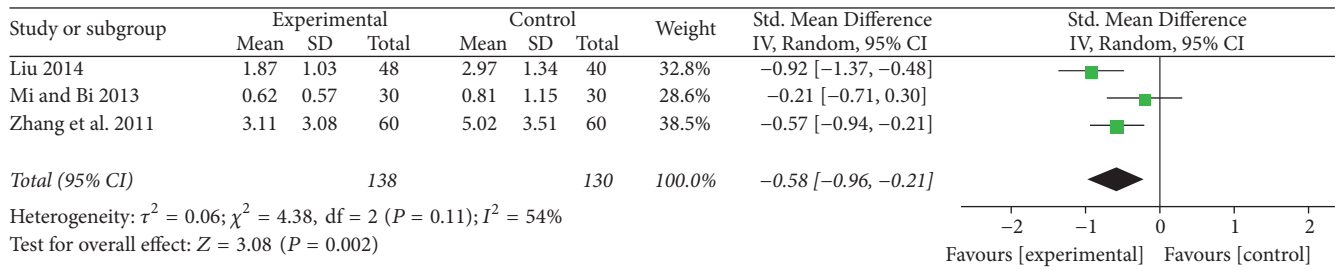 Study or subgroup Experimental Control Weight Std. Mean Difference Std. Mean Difference
Mean SD Total Mean SD Total IV, Random, 95% CI IV, Random, 95% CI
Liu 2014 1.87 1.03 48 2.97 1.34 40 32.8% −0.92 [−1.37, −0.48]
Mi and Bi 2013 0.62 0.57 30 0.81 1.15 30 28.6% −0.21 [−0.71, 0.30]
Zhang et al. 2011 3.11 3.08 60 5.02 3.51 60 38.5% −0.57 [−0.94, −0.21]
Total (95% CI) 138 130 100.0% −0.58 [−0.96, −0.21]
Heterogeneity: τ² = 0.06; χ² = 4.38, df = 2 (P = 0.11); I² = 54%
Test for overall effect: Z = 3.08 (P = 0.002)
−2 −1 0 1 2
Favours [experimental] Favours [control]